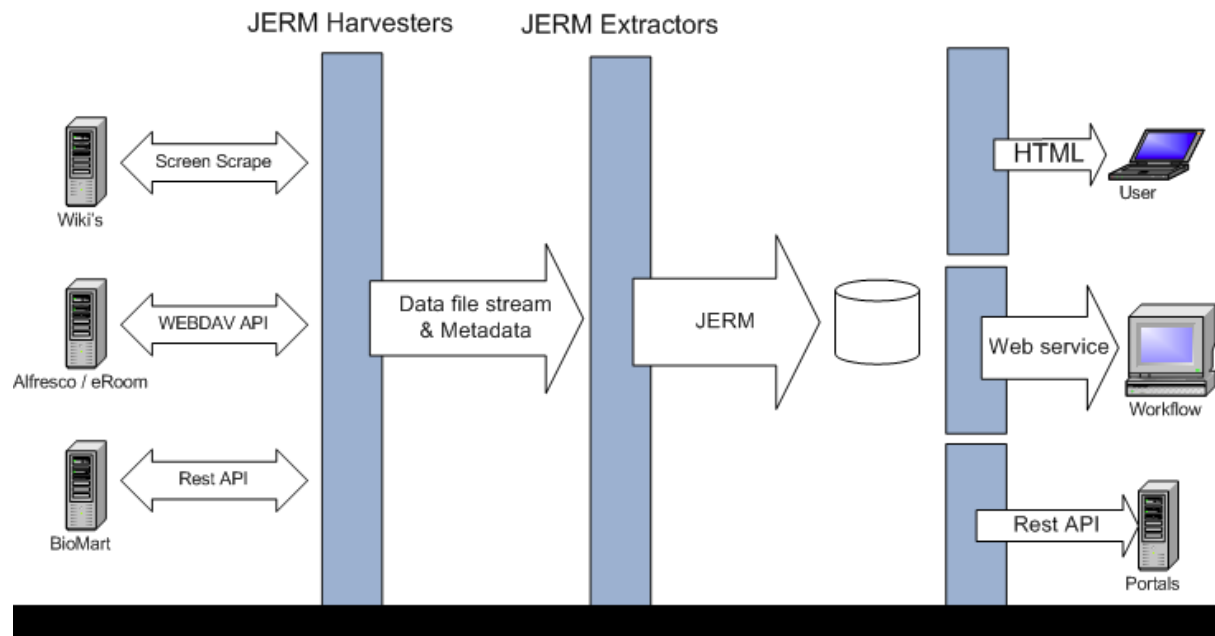 JERM Harvesters
JERM Extractors
Screen Scrape
Wiki's
HTML
User
WEBDAV API
Alfresco / eRoom
Data file stream
& Metadata
JERM
Web service
Workflow
Rest API
BioMart
Rest API
Portals